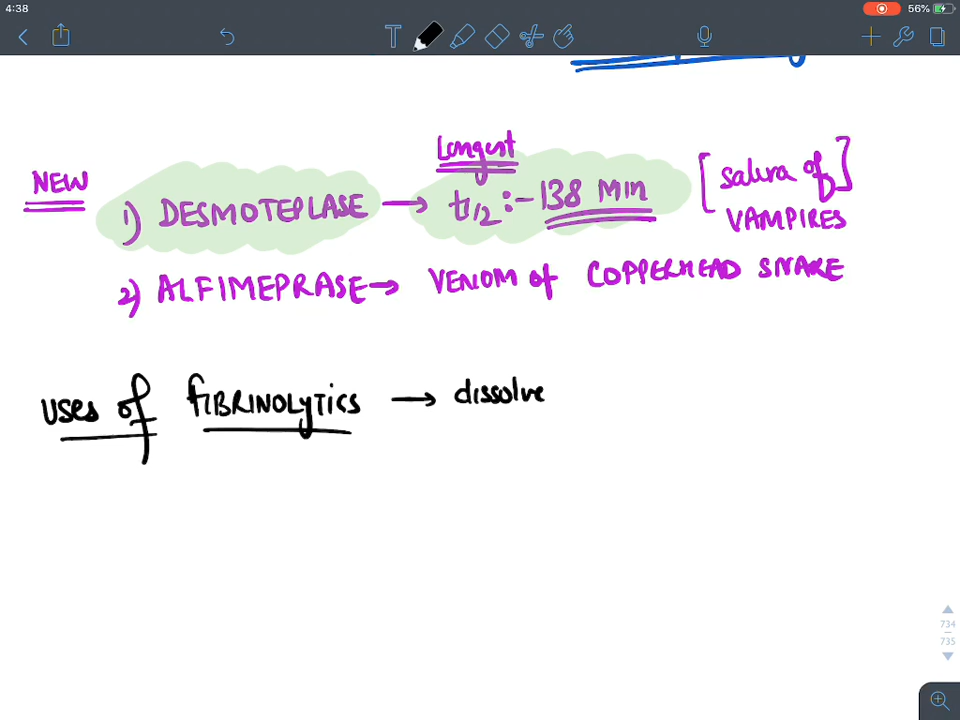 4:38 56%
T
Longest
NEW
1) DESMOTEPLASE → t1/2 :- 138 Min [saliva of VAMPIRES]
2) ALFIMEPRASE → VENOM of COPPERHEAD SNAKE
Uses of FIBRINOLYTICS → dissolve
734
735